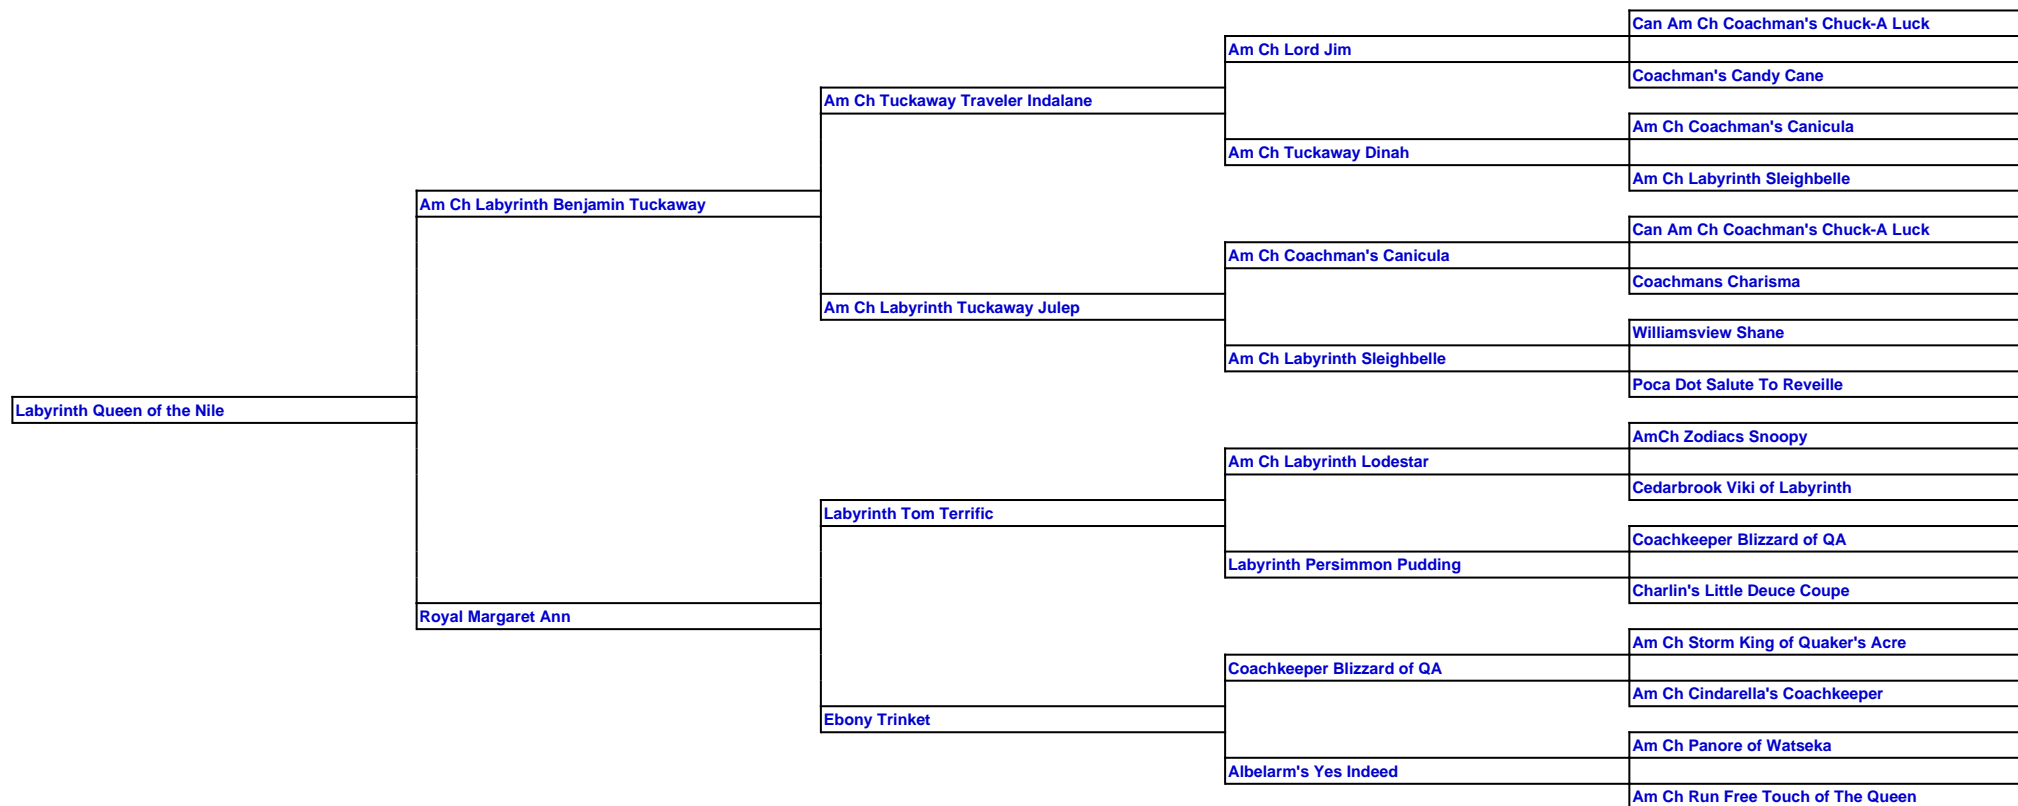 Can Am Ch Coachman's Chuck-A Luck
Am Ch Lord Jim
Coachman's Candy Cane
Am Ch Tuckaway Traveler Indalane
Am Ch Coachman's Canicula
Am Ch Tuckaway Dinah
Am Ch Labyrinth Sleighbelle
Am Ch Labyrinth Benjamin Tuckaway
Can Am Ch Coachman's Chuck-A Luck
Am Ch Coachman's Canicula
Coachmans Charisma
Am Ch Labyrinth Tuckaway Julep
Williamsview Shane
Am Ch Labyrinth Sleighbelle
Poca Dot Salute To Reveille
Labyrinth Queen of the Nile
AmCh Zodiacs Snoopy
Am Ch Labyrinth Lodestar
Cedarbrook Viki of Labyrinth
Labyrinth Tom Terrific
Coachkeeper Blizzard of QA
Labyrinth Persimmon Pudding
Charlin's Little Deuce Coupe
Royal Margaret Ann
Am Ch Storm King of Quaker's Acre
Coachkeeper Blizzard of QA
Am Ch Cindarella's Coachkeeper
Ebony Trinket
Am Ch Panore of Watseka
Albelarm's Yes Indeed
Am Ch Run Free Touch of The Queen